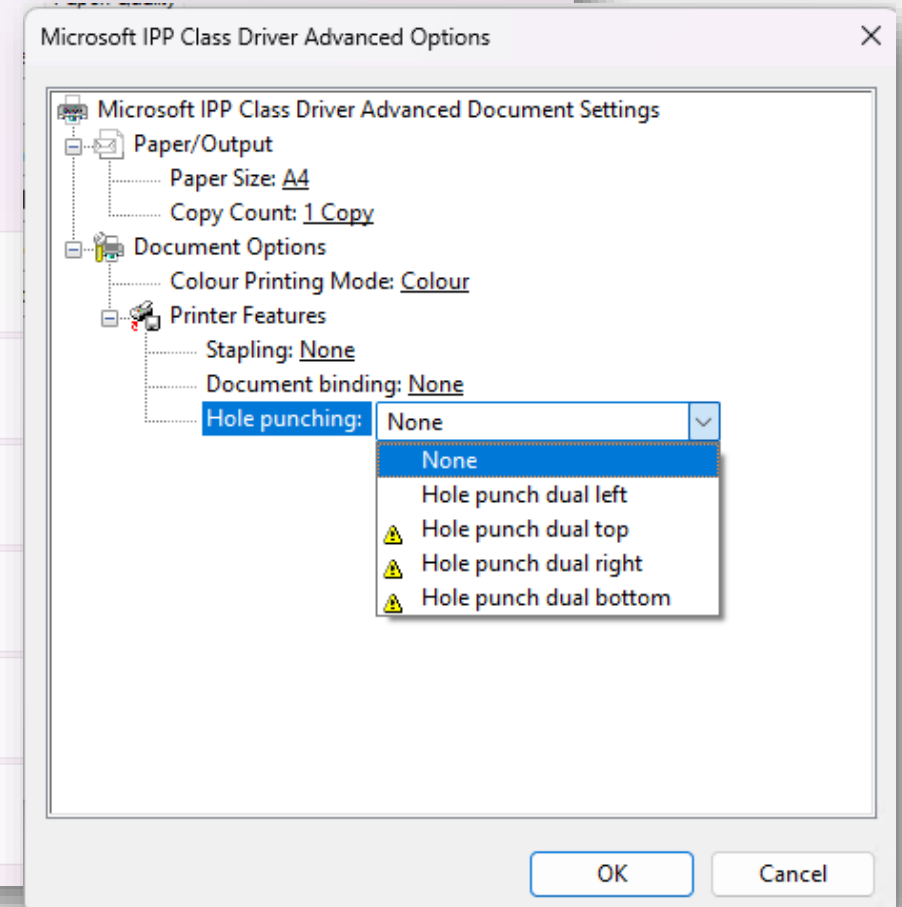 Paper/Quality
Microsoft IPP Class Driver Advanced Options
Microsoft IPP Class Driver Advanced Document Settings
Paper/Output
Paper Size: A4
Copy Count: 1 Copy
Document Options
Colour Printing Mode: Colour
Printer Features
Stapling: None
Document binding: None
Hole punching: None
None
Hole punch dual left
Hole punch dual top
Hole punch dual right
Hole punch dual bottom
OK Cancel